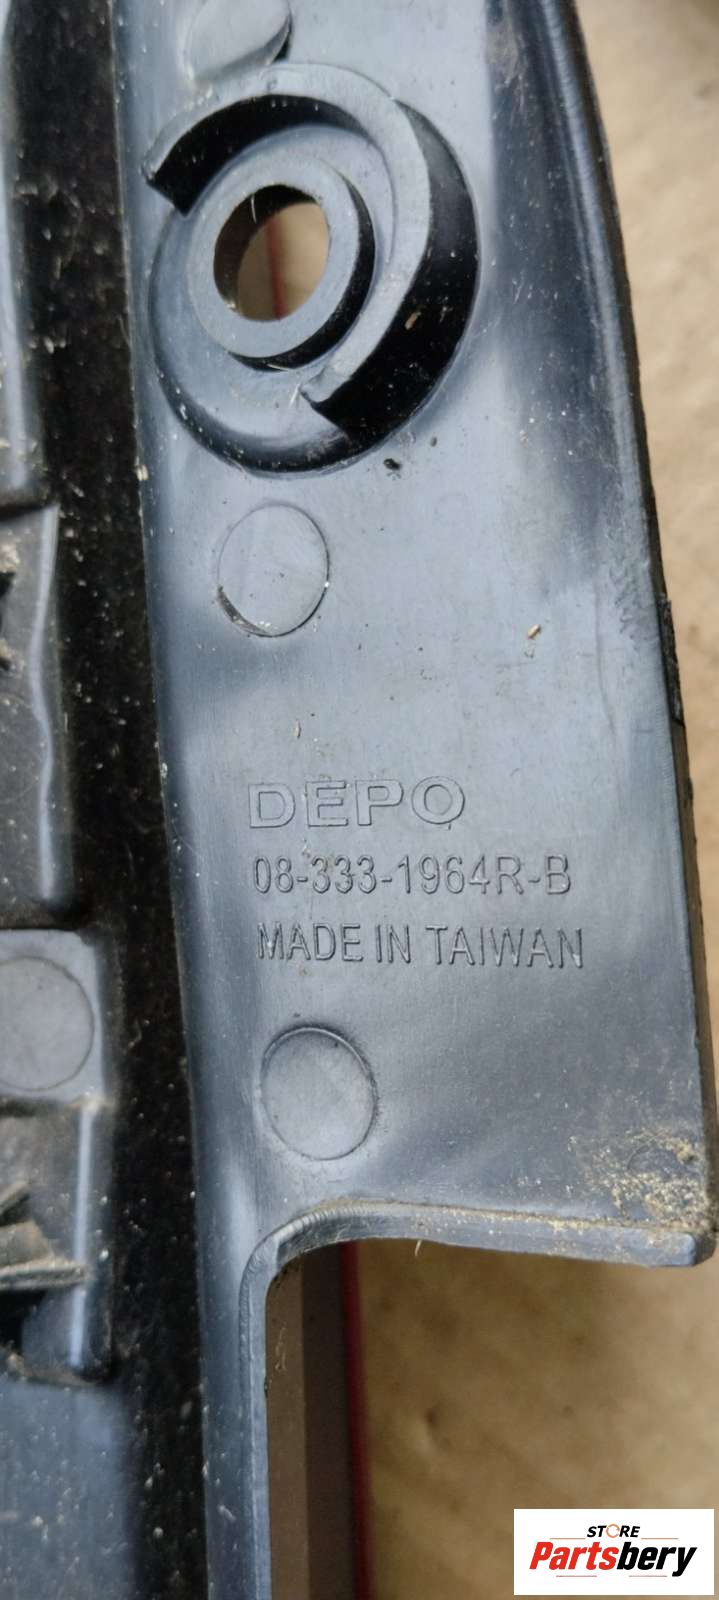 DEPO
08-333-1964R-B
MADE IN TAIWAN
STORE
Partsbery